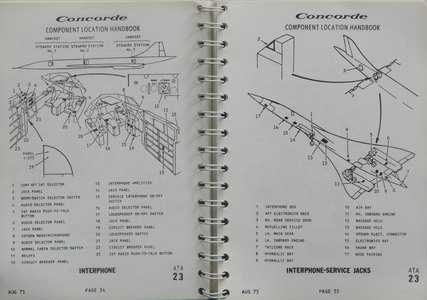 Concorde
COMPONENT LOCATION HANDBOOK
HANDSET HANDSET HANDSET
STEWARD STATION STEWARD STATION STEWARD STATION
No.1 No.2 No.3
PANEL
1 CONF OFF INT SELECTOR
2 JACK PANEL
3 BOOM/SWITCH SELECTOR SWITCH
4 AUDIO SELECTOR PANEL
5 INT RADIO PUSH-TO-TALK
BUTTON
6 AUDIO SELECTOR PANEL
7 JACK PANEL
8 OXYGEN MASK/MICROPHONE
9 AUDIO SELECTOR PANEL
10 NORMAL CABIN SELECTOR SWITCH
11 RELAYS
12 CIRCUIT BREAKER PANEL
13 INTERPHONE AMPLIFIER
14 JACK PANEL
15 SERVICE INTERPHONE ON-OFF
SWITCH
16 AUDIO SELECTOR PANEL
17 LOUDSPEAKER ON-OFF SWITCH
18 JACK PANEL
19 CIRCUIT BREAKER PANEL
20 LOUDSPEAKER SWITCH
21 JACK PANEL
22 CIRCUIT BREAKER PANEL
23 INT RADIO PUSH-TO-TALK BUTTON
INTERPHONE
ATA
23
AUG 75
PAGE 34
Concorde
COMPONENT LOCATION HANDBOOK
1 INTERPHONE BOX
2 AFT ELECTRONICS RACK
3 RH. REAR SERVICE DOOR
4 REFUELLING FILLET
5 LH. MAIN GEAR
6 LH. INBOARD ENGINE
7 TAILCONE RACK
8 HYDRAULIC BAY
9 HYDRAULIC BAY
10 AIR BAY
11 RH. INBOARD ENGINE
12 BAGGAGE HOLD
13 BAGGAGE HOLD
14 GROUND ELECT. CONNECTOR
15 ELECTRONICS BAY
16 RADAR BAY
17 NOSE FAIRING
INTERPHONE-SERVICE JACKS
ATA
23
AUG 75
PAGE 35